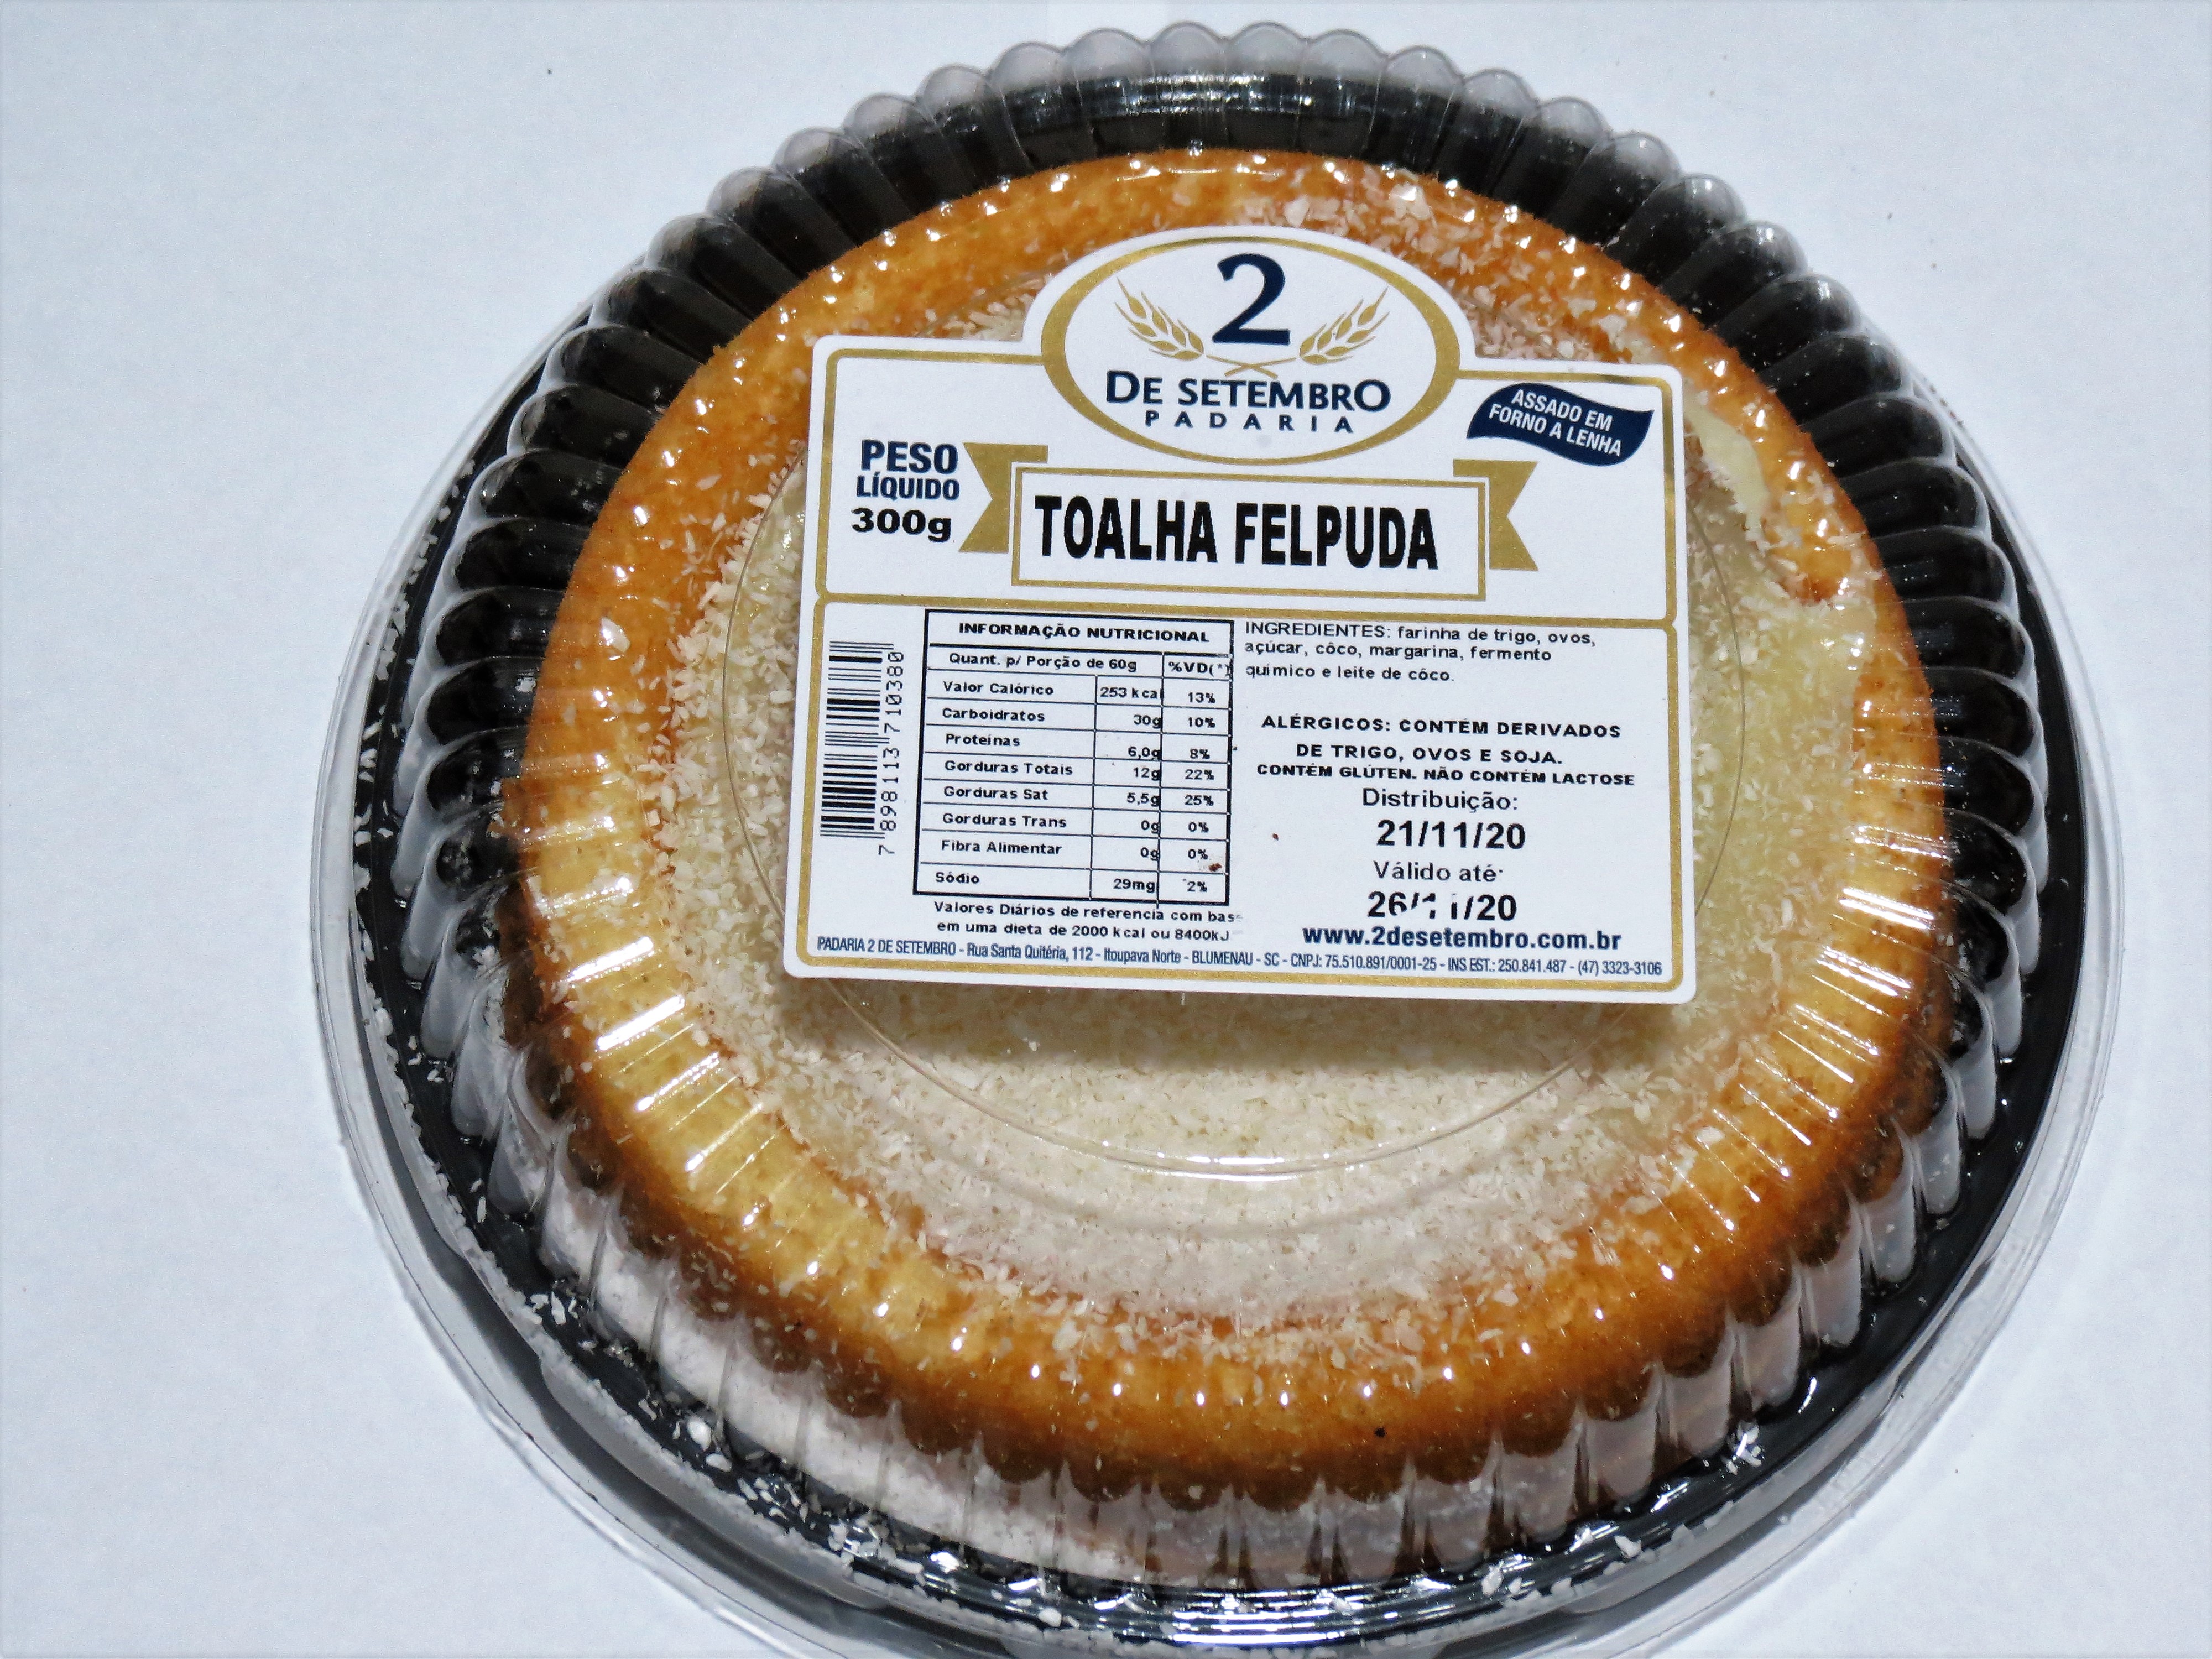 2
DE SETEMBRO
PADARIA
ASSADO EM
FORNO A LENHA
PESO
LÍQUIDO
300g
TOALHA FELPUDA
INFORMAÇÃO NUTRICIONAL
Quant. p/ Porção de 60g %VD(*)
Valor Calórico 253 kcal 13%
Carboidratos 30g 10%
Proteinas 6,0g 8%
Gorduras Totais 12g 22%
Gorduras Sat 5,5g 25%
Gorduras Trans 0g 0%
Fibra Alimentar 0g 0%
Sódio 29mg 2%
Valores Diários de referencia com bas
em uma dieta de 2000 kcal ou 8400kJ
7 898113 710380
INGREDIENTES: farinha de trigo, ovos,
açúcar, côco, margarina, fermento
quimico e leite de côco.
ALÉRGICOS: CONTÉM DERIVADOS
DE TRIGO, OVOS E SOJA.
CONTÉM GLÚTEN. NÃO CONTÉM LACTOSE
Distribuição:
21/11/20
Válido até:
26/11/20
www.2desetembro.com.br
PADARIA 2 DE SETEMBRO - Rua Santa Quitéria, 112 - Itoupava Norte - BLUMENAU - SC - CNPJ: 75.510.891/0001-25 - INS EST.: 250.841.487 - (47) 3323-3106